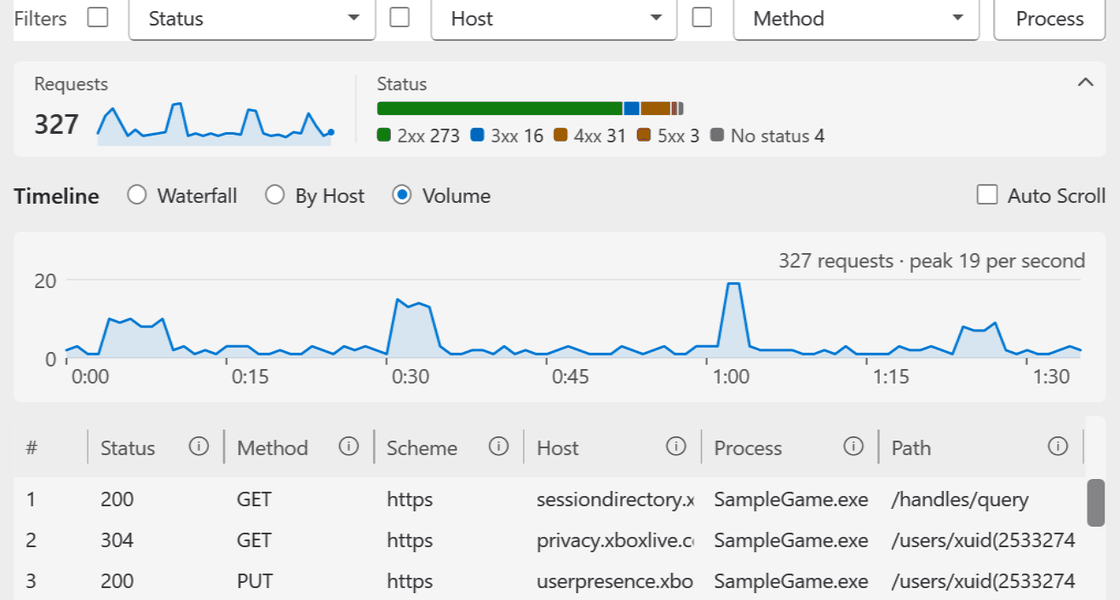 Filters Status Host Method Process
Requests Status
327
2xx 273 3xx 16 4xx 31 5xx 3 No status 4
Timeline Waterfall By Host Volume Auto Scroll
327 requests · peak 19 per second
20
0
0:00 0:15 0:30 0:45 1:00 1:15 1:30
# Status Method Scheme Host Process Path
1 200 GET https sessiondirectory.x SampleGame.exe /handles/query
2 304 GET https privacy.xboxlive.c SampleGame.exe /users/xuid(2533274
3 200 PUT https userpresence.xbo SampleGame.exe /users/xuid(2533274